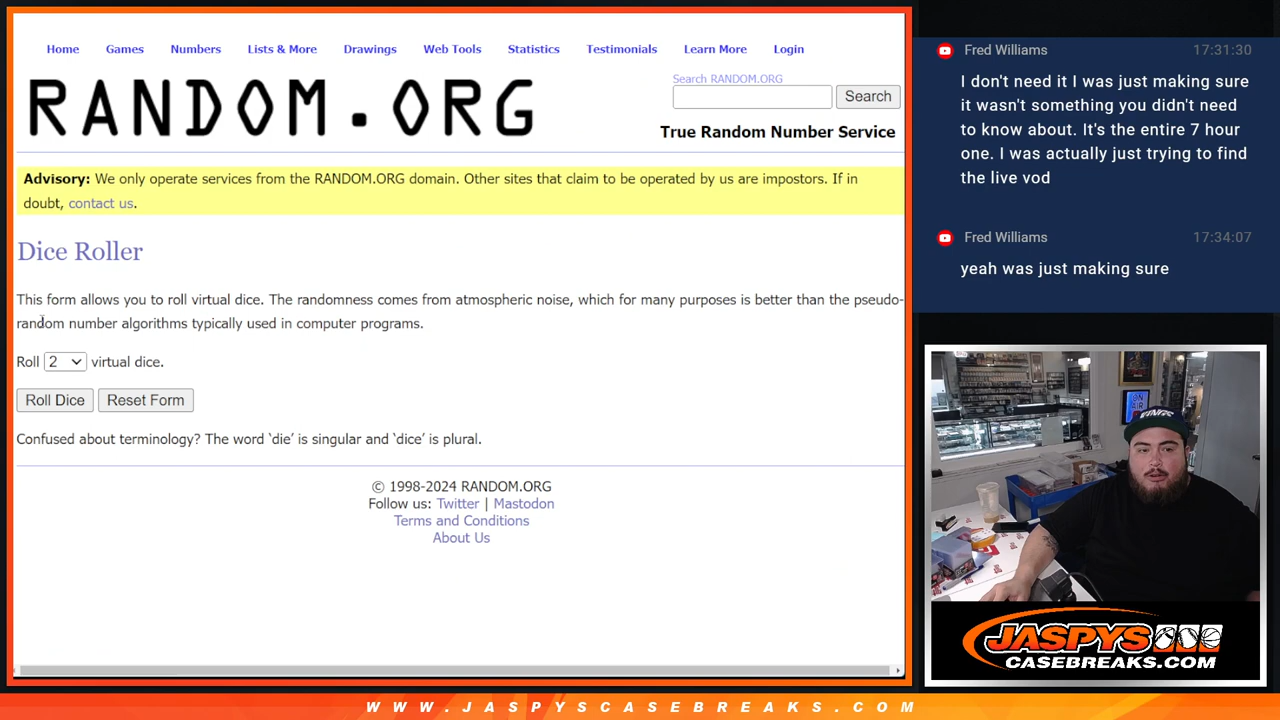 Home Games Numbers Lists & More Drawings Web Tools Statistics Testimonials Learn More Login
RANDOM.ORG
Search RANDOM.ORG
Search
True Random Number Service
Advisory: We only operate services from the RANDOM.ORG domain. Other sites that claim to be operated by us are impostors. If in
doubt, contact us.
Dice Roller
This form allows you to roll virtual dice. The randomness comes from atmospheric noise, which for many purposes is better than the pseudo-
random number algorithms typically used in computer programs.
Roll 2 virtual dice.
Roll Dice Reset Form
Confused about terminology? The word ‘die’ is singular and ‘dice’ is plural.
© 1998-2024 RANDOM.ORG
Follow us: Twitter | Mastodon
Terms and Conditions
About Us
Fred Williams 17:31:30
I don't need it I was just making sure
it wasn't something you didn't need
to know about. It's the entire 7 hour
one. I was actually just trying to find
the live vod
Fred Williams 17:34:07
yeah was just making sure
ON
AIR
KINGS
JASPYS
CASEBREAKS.COM
WWW.JASPYSCASEBREAKS.COM